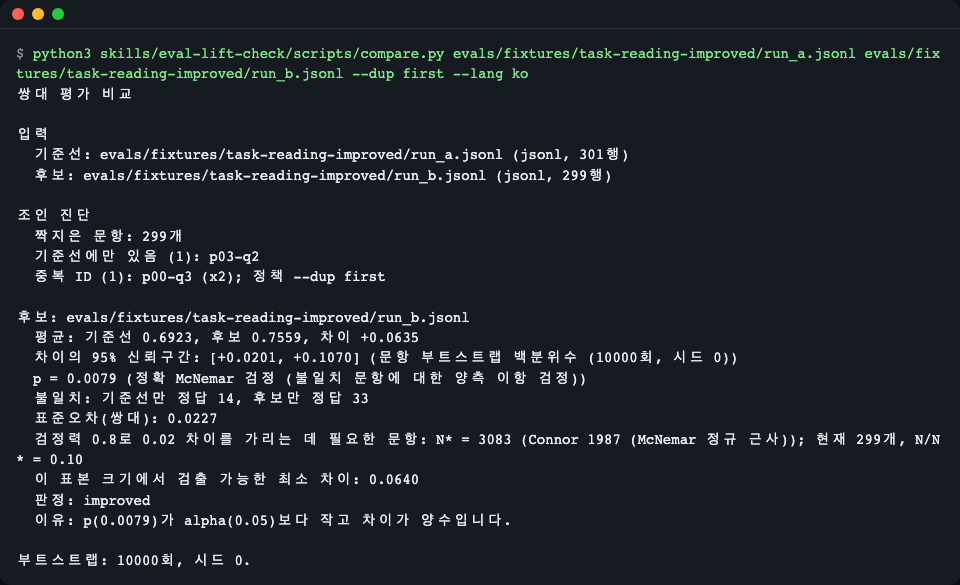 $ python3 skills/eval-lift-check/scripts/compare.py evals/fixtures/task-reading-improved/run_a.jsonl evals/fix
tures/task-reading-improved/run_b.jsonl --dup first --lang ko
쌍대 평가 비교
입력
기준선: evals/fixtures/task-reading-improved/run_a.jsonl (jsonl, 301행)
후보: evals/fixtures/task-reading-improved/run_b.jsonl (jsonl, 299행)
조인 진단
짝지은 문항: 299개
기준선에만 있음 (1): p03-q2
중복 ID (1): p00-q3 (x2); 정책 --dup first
후보: evals/fixtures/task-reading-improved/run_b.jsonl
평균: 기준선 0.6923, 후보 0.7559, 차이 +0.0635
차이의 95% 신뢰구간: [+0.0201, +0.1070] (문항 부트스트랩 백분위수 (10000회, 시드 0))
p = 0.0079 (정확 McNemar 검정 (불일치 문항에 대한 양측 이항 검정))
불일치: 기준선만 정답 14, 후보만 정답 33
표준오차(쌍대): 0.0227
검정력 0.8로 0.02 차이를 가리는 데 필요한 문항: N* = 3083 (Connor 1987 (McNemar 정규 근사)); 현재 299개, N/N
* = 0.10
이 표본 크기에서 검출 가능한 최소 차이: 0.0640
판정: improved
이유: p(0.0079)가 alpha(0.05)보다 작고 차이가 양수입니다.
부트스트랩: 10000회, 시드 0.